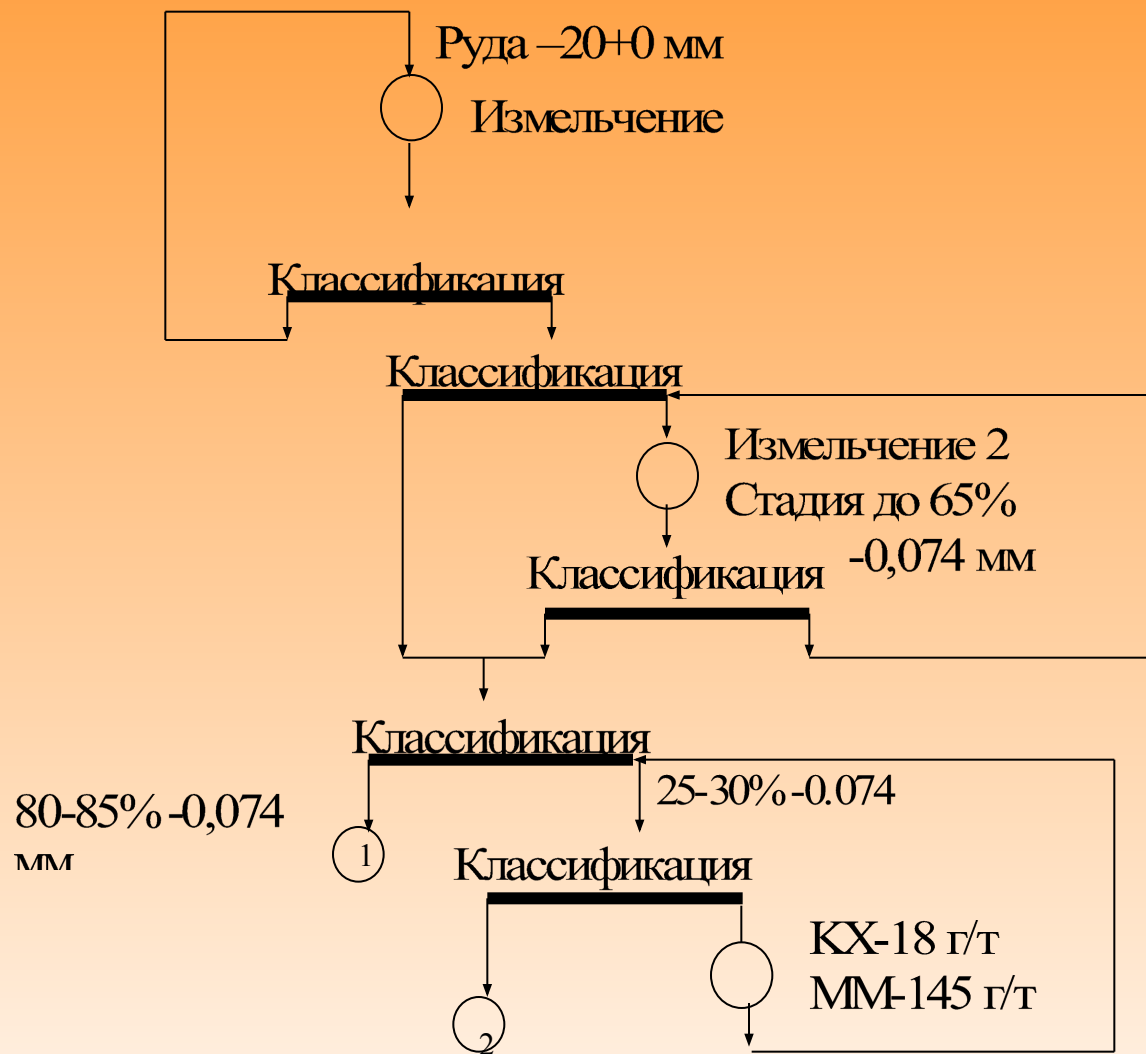 Руда –20+0 мм
Измельчение
Классификация
Классификация
Измельчение 2
Стадия до 65%
-0,074 мм
Классификация
Классификация
25-30% -0.074
80-85% -0,074
мм
1
Классификация
КХ-18 г/т
ММ-145 г/т
2